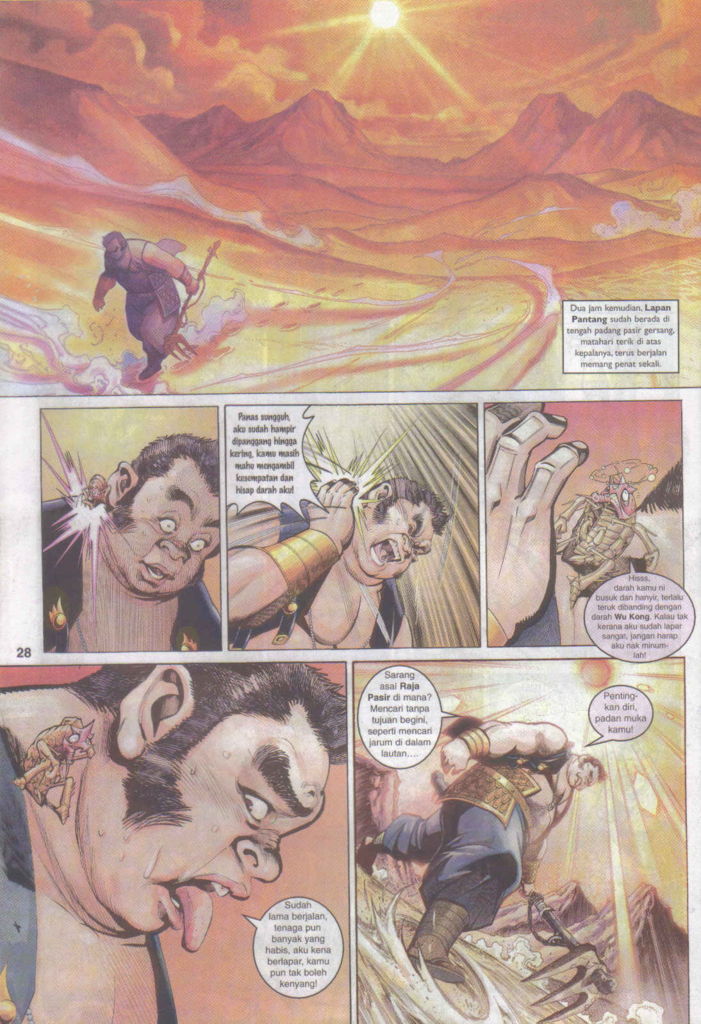 Dua jam kemudian, Lapan
Pantang sudah berada di
tengah padang pasir gersang,
matahari terik di atas
kepalanya, terus berjalan
memang penat sekali.
Panas sungguh,
aku sudah hampir
dipanggang hingga
kering, kamu masih
mahu mengambil
kesempatan dan
hisap darah aku!
Hisss,
darah kamu ni
busuk dan hanyir, terlalu
teruk dibanding dengan
darah Wu Kong. Kalau tak
kerana aku sudah lapar
sangat, jangan harap
aku nak minum-
lah!
28
Sudah
lama berjalan,
tenaga pun
banyak yang
habis, aku kena
berlapar, kamu
pun tak boleh
kenyang!
Sarang
asai Raja
Pasir di mana?
Mencari tanpa
tujuan begini,
seperti mencari
jarum di dalam
lautan....
Penting-
kan diri,
padan muka
kamu!